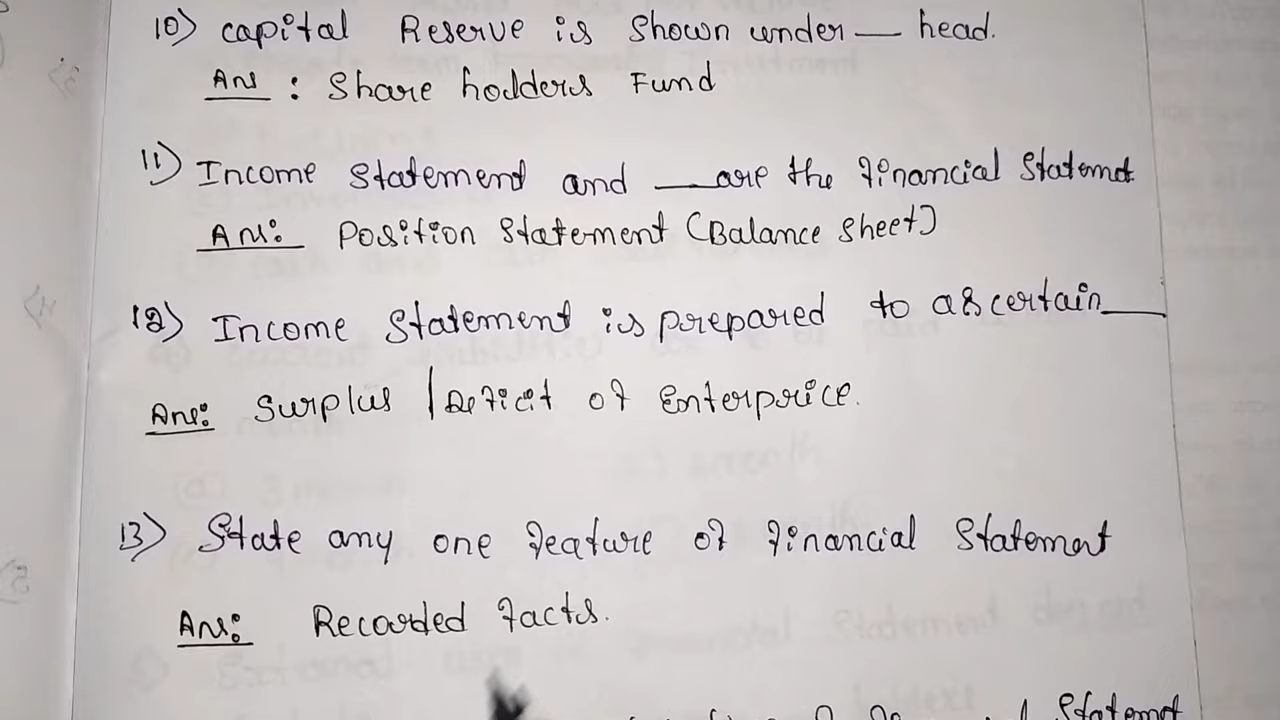 10) capital Reserve is shown under — head.
Ans : Share holders Fund
11) Income statement and — are the financial statemet
Ans: Position statement (Balance sheet)
12) Income statement is prepared to ascertain —
Ans: Surplus / Deficit of Enterprice.
13) State any one feature of financial statement
Ans: Recorded facts.
Statemet